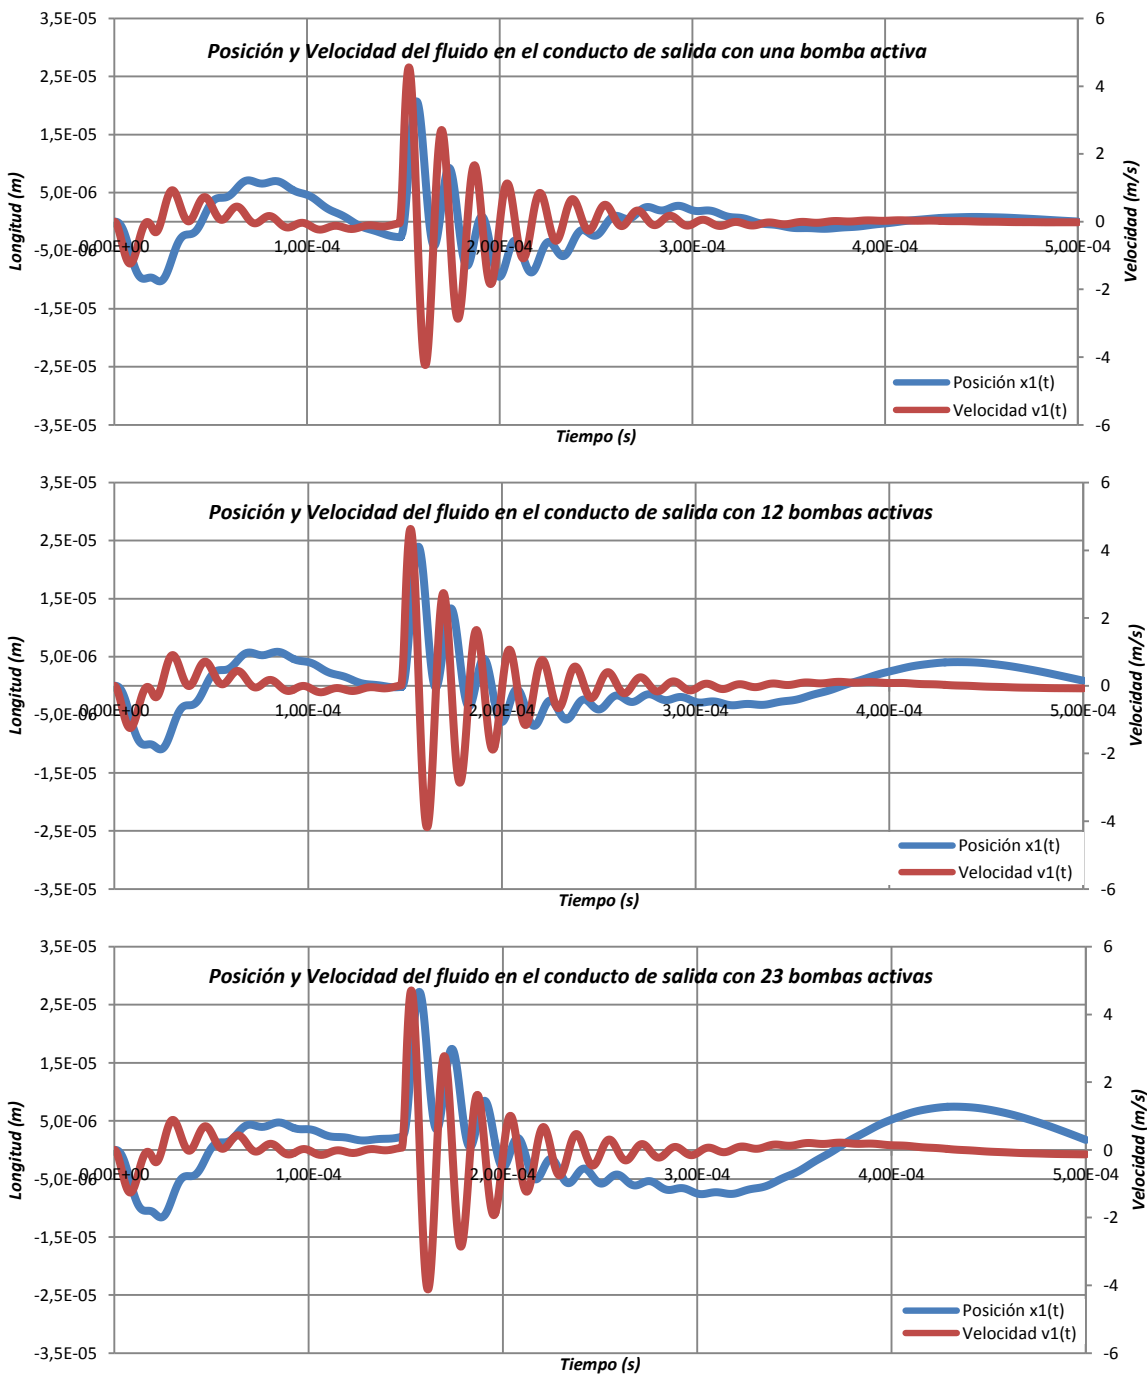 Posición y Velocidad del fluido en el conducto de salida con una bomba activa
3,5E-05
2,5E-05
1,5E-05
5,0E-06
-5,0E-06
-1,5E-05
-2,5E-05
-3,5E-05
Longitud (m)
0,00E+00 1,00E-04 2,00E-04 3,00E-04 4,00E-04 5,00E-04
Tiempo (s)
6
4
2
0
-2
-4
-6
Velocidad (m/s)
Posición x1(t)
Velocidad v1(t)
Posición y Velocidad del fluido en el conducto de salida con 12 bombas activas
3,5E-05
2,5E-05
1,5E-05
5,0E-06
-5,0E-06
-1,5E-05
-2,5E-05
-3,5E-05
Longitud (m)
0,00E+00 1,00E-04 2,00E-04 3,00E-04 4,00E-04 5,00E-04
Tiempo (s)
6
4
2
0
-2
-4
-6
Velocidad (m/s)
Posición x1(t)
Velocidad v1(t)
Posición y Velocidad del fluido en el conducto de salida con 23 bombas activas
3,5E-05
2,5E-05
1,5E-05
5,0E-06
-5,0E-06
-1,5E-05
-2,5E-05
-3,5E-05
Longitud (m)
0,00E+00 1,00E-04 2,00E-04 3,00E-04 4,00E-04 5,00E-04
Tiempo (s)
6
4
2
0
-2
-4
-6
Velocidad (m/s)
Posición x1(t)
Velocidad v1(t)